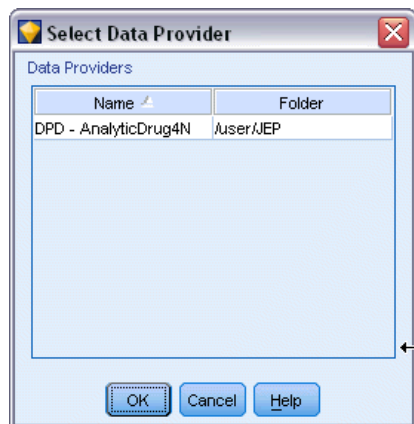 Select Data Provider
Data Providers
Name Folder
DPD - AnalyticDrug4N /user/JEP
OK Cancel Help